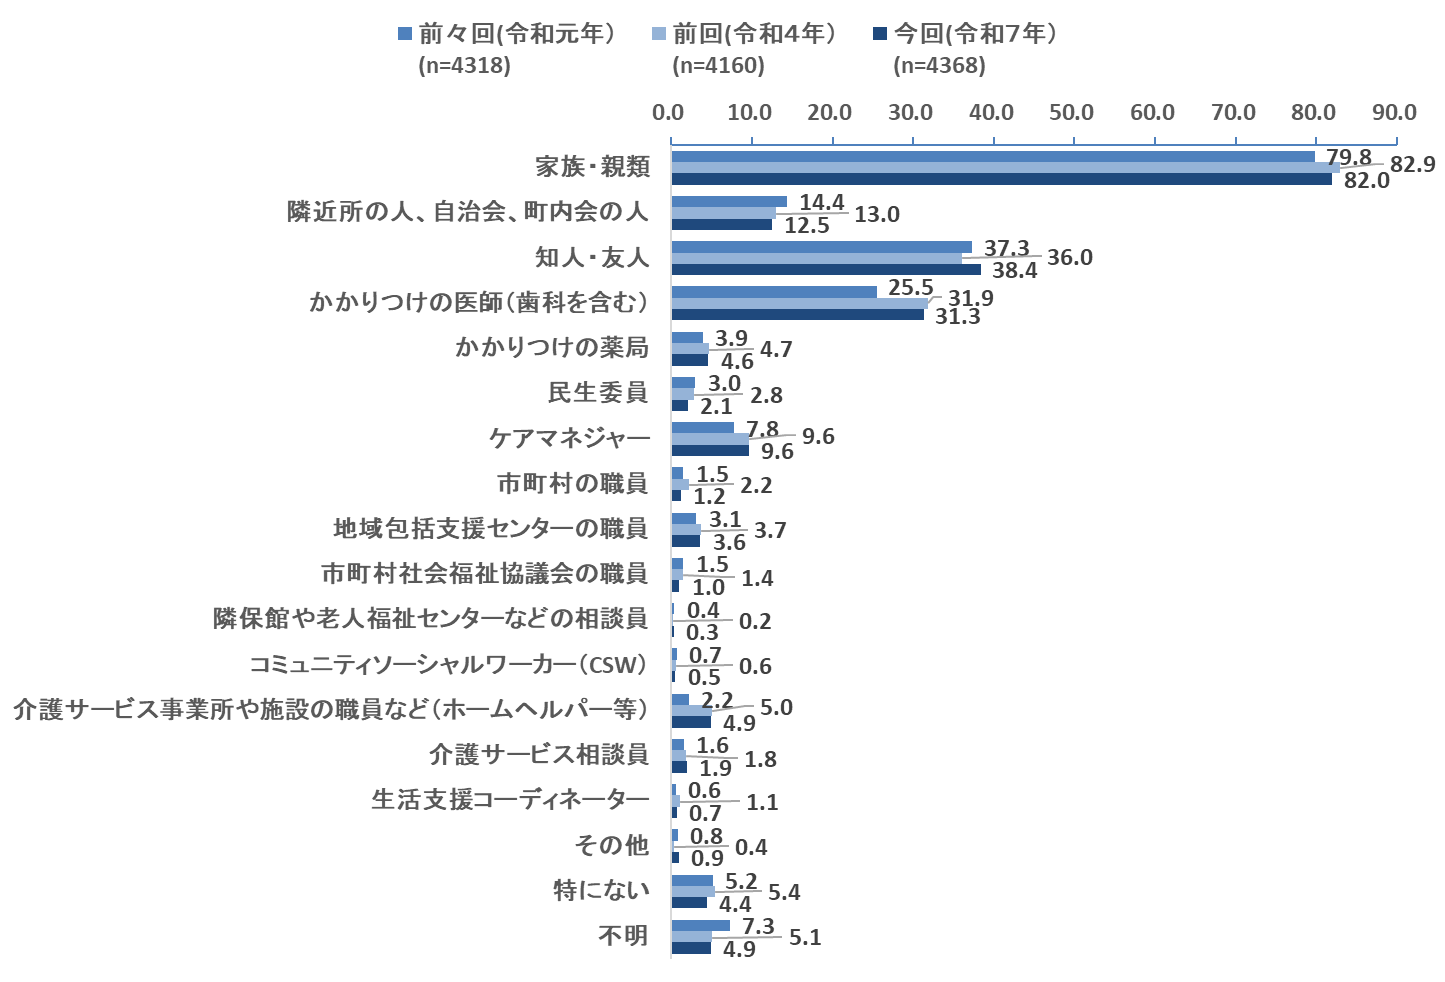 前々回(令和元年） 前回(令和４年） 今回(令和７年）
(n=4318) (n=4160) (n=4368)
0.0 10.0 20.0 30.0 40.0 50.0 60.0 70.0 80.0 90.0
家族・親類 79.8 82.9 82.0
隣近所の人、自治会、町内会の人 14.4 13.0 12.5
知人・友人 37.3 36.0 38.4
かかりつけの医師（歯科を含む） 25.5 31.9 31.3
かかりつけの薬局 3.9 4.7 4.6
民生委員 3.0 2.8 2.1
ケアマネジャー 7.8 9.6 9.6
市町村の職員 1.5 2.2 1.2
地域包括支援センターの職員 3.1 3.7 3.6
市町村社会福祉協議会の職員 1.5 1.4 1.0
隣保館や老人福祉センターなどの相談員 0.4 0.2 0.3
コミュニティソーシャルワーカー（CSW） 0.7 0.6 0.5
介護サービス事業所や施設の職員など（ホームヘルパー等） 2.2 5.0 4.9
介護サービス相談員 1.6 1.8 1.9
生活支援コーディネーター 0.6 1.1 0.7
その他 0.8 0.4 0.9
特にない 5.2 5.4 4.4
不明 7.3 5.1 4.9